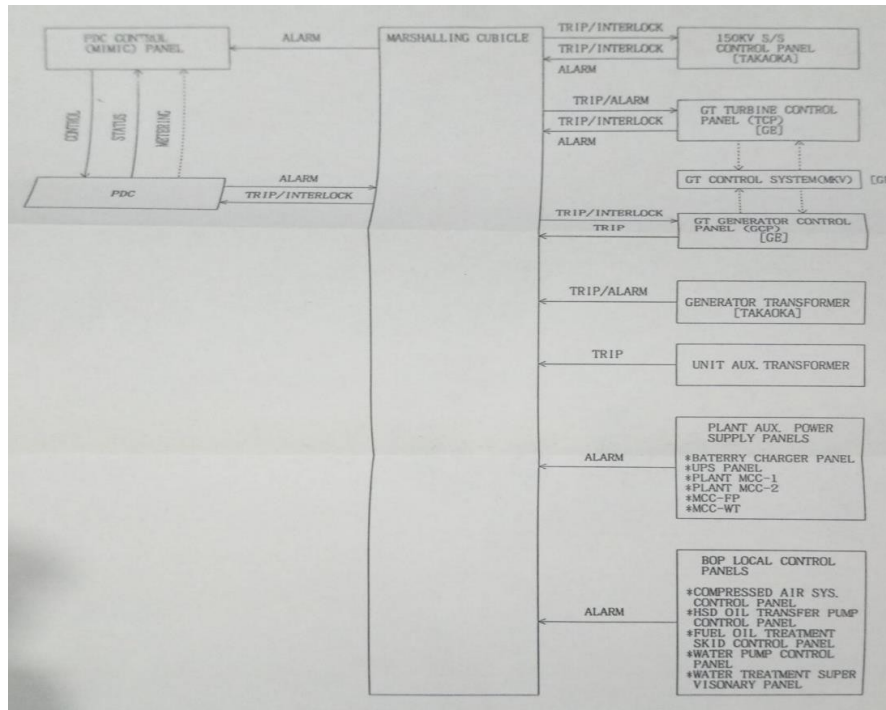 PDC CONTROL
(MIMIC) PANEL
ALARM
MARSHALLING CUBICLE
TRIP/INTERLOCK
TRIP/INTERLOCK
ALARM
150KV S/S
CONTROL PANEL
[TAKAOKA]
CONTROL
STATUS
METERING
TRIP/ALARM
TRIP/INTERLOCK
ALARM
GT TURBINE CONTROL
PANEL (TCP)
[GE]
PDC
ALARM
TRIP/INTERLOCK
GT CONTROL SYSTEM(MKV)
TRIP/INTERLOCK
TRIP
GT GENERATOR CONTROL
PANEL (GCP)
[GE]
TRIP/ALARM
GENERATOR TRANSFORMER
[TAKAOKA]
TRIP
UNIT AUX. TRANSFORMER
ALARM
PLANT AUX. POWER
SUPPLY PANELS
*BATERRY CHARGER PANEL
*UPS PANEL
*PLANT MCC-1
*PLANT MCC-2
*MCC-FP
*MCC-WT
ALARM
BOP LOCAL CONTROL
PANELS
*COMPRESSED AIR SYS.
CONTROL PANEL
*HSD OIL TRANSFER PUMP
CONTROL PANEL
*FUEL OIL TREATMENT
SKID CONTROL PANEL
*WATER PUMP CONTROL
PANEL
*WATER TREATMENT SUPER
VISONARY PANEL